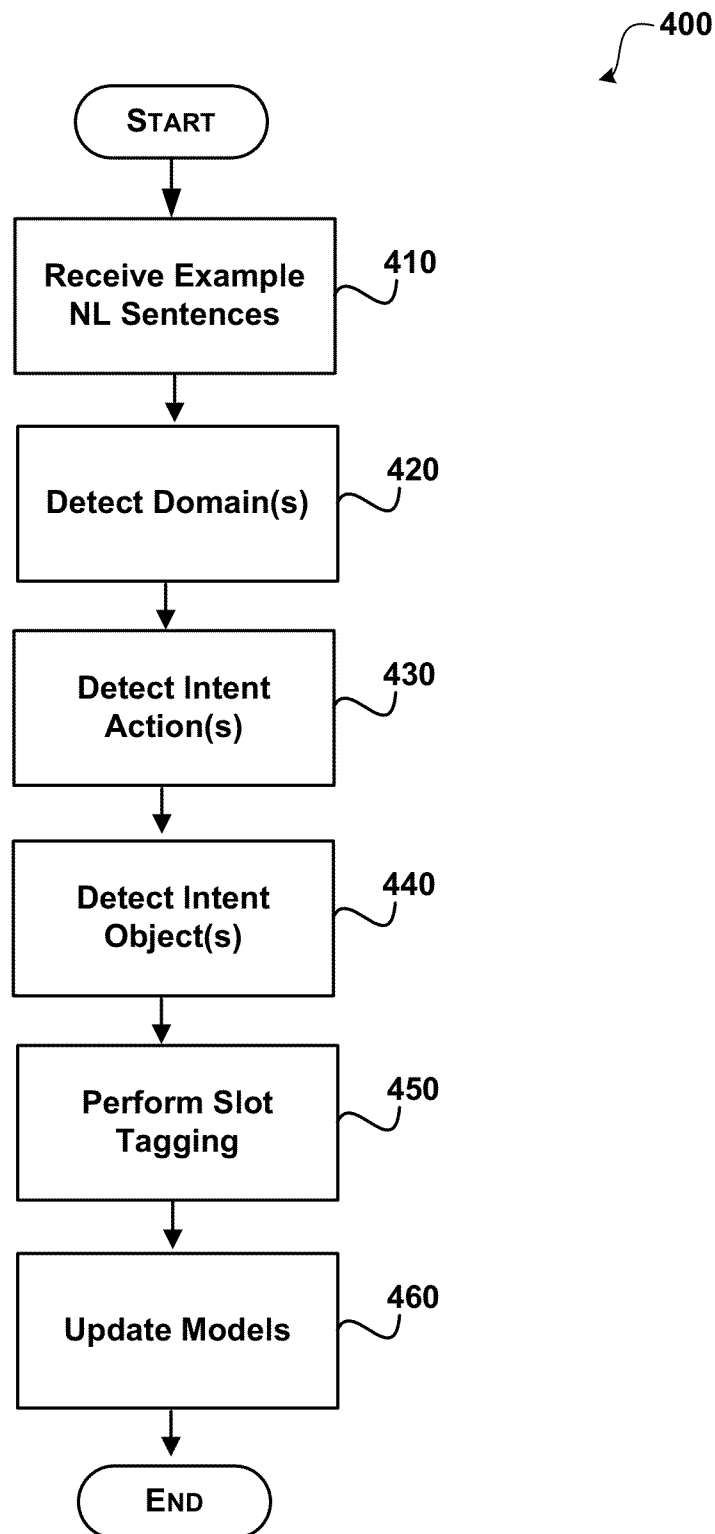 400
START
Receive Example
NL Sentences
410
Detect Domain(s)
420
Detect Intent
Action(s)
430
Detect Intent
Object(s)
440
Perform Slot
Tagging
450
Update Models
460
END